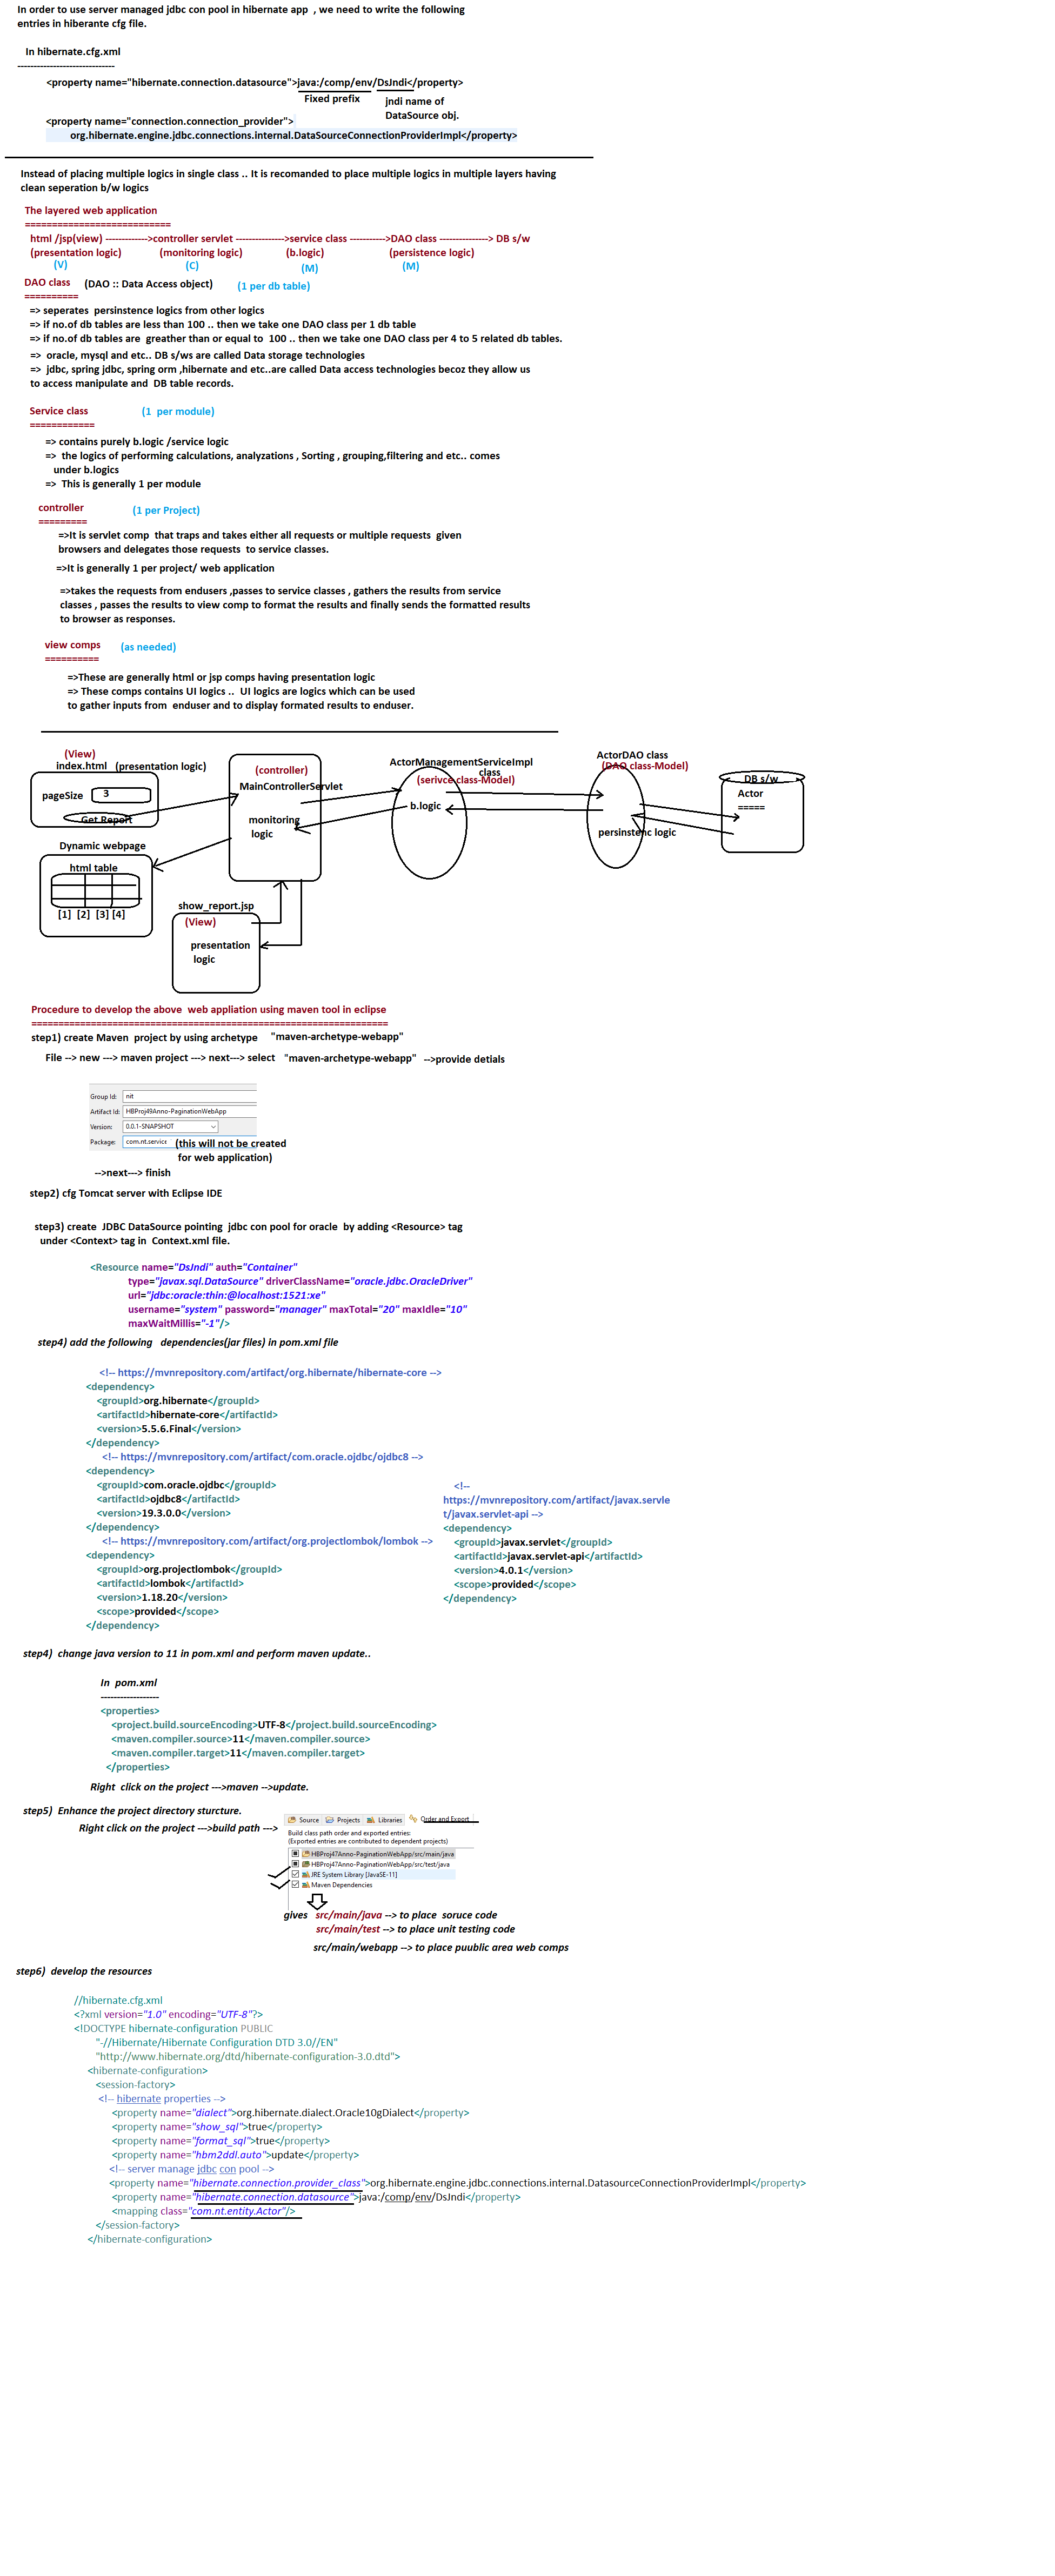 In order to use server managed jdbc con pool in hibernate app , we need to write the following
entries in hiberante cfg file.
In hibernate.cfg.xml
-----------------------------
<property name="hibernate.connection.datasource">java:/comp/env/DsJndi</property>
Fixed prefix
jndi name of
DataSource obj.
<property name="connection.connection_provider">
org.hibernate.engine.jdbc.connections.internal.DataSourceConnectionProviderImpl</property>
Instead of placing multiple logics in single class .. It is recomanded to place multiple logics in multiple layers having
clean seperation b/w logics
The layered web application
===========================
html /jsp(view) ------------->controller servlet --------------->service class ----------->DAO class ---------------> DB s/w
(presentation logic) (monitoring logic) (b.logic) (persistence logic)
(V) (C) (M) (M)
DAO class (DAO :: Data Access object) (1 per db table)
==========
=> seperates persinstence logics from other logics
=> if no.of db tables are less than 100 .. then we take one DAO class per 1 db table
=> if no.of db tables are greather than or equal to 100 .. then we take one DAO class per 4 to 5 related db tables.
=> oracle, mysql and etc.. DB s/ws are called Data storage technologies
=> jdbc, spring jdbc, spring orm ,hibernate and etc..are called Data access technologies becoz they allow us
to access manipulate and DB table records.
Service class (1 per module)
============
=> contains purely b.logic /service logic
=> the logics of performing calculations, analyzations , Sorting , grouping,filtering and etc.. comes
under b.logics
=> This is generally 1 per module
controller (1 per Project)
=========
=>It is servlet comp that traps and takes either all requests or multiple requests given
browsers and delegates those requests to service classes.
=>It is generally 1 per project/ web application
=>takes the requests from endusers ,passes to service classes , gathers the results from service
classes , passes the results to view comp to format the results and finally sends the formatted results
to browser as responses.
view comps (as needed)
==========
=>These are generally html or jsp comps having presentation logic
=> These comps contains UI logics .. UI logics are logics which can be used
to gather inputs from enduser and to display formated results to enduser.
(View)
index.html (presentation logic)
pageSize 3
Get Report
(controller)
MainControllerServlet
monitoring
logic
ActorManagementServiceImpl
class
(serivce class-Model)
b.logic
ActorDAO class
(DAO class-Model)
persinstenc logic
DB s/w
Actor
=====
Dynamic webpage
html table
[1] [2] [3] [4]
show_report.jsp
(View)
presentation
logic
Procedure to develop the above web appliation using maven tool in eclipse
==================================================================
step1) create Maven project by using archetype "maven-archetype-webapp"
File --> new ---> maven project ---> next---> select "maven-archetype-webapp" -->provide detials
Group Id: nit
Artifact Id: HBProj49Anno-PaginationWebApp
Version: 0.0.1-SNAPSHOT
Package: com.nt.service (this will not be created
for web application)
-->next---> finish
step2) cfg Tomcat server with Eclipse IDE
step3) create JDBC DataSource pointing jdbc con pool for oracle by adding <Resource> tag
under <Context> tag in Context.xml file.
<Resource name="DsJndi" auth="Container"
type="javax.sql.DataSource" driverClassName="oracle.jdbc.OracleDriver"
url="jdbc:oracle:thin:@localhost:1521:xe"
username="system" password="manager" maxTotal="20" maxIdle="10"
maxWaitMillis="-1"/>
step4) add the following dependencies(jar files) in pom.xml file
<!-- https://mvnrepository.com/artifact/org.hibernate/hibernate-core -->
<dependency>
<groupId>org.hibernate</groupId>
<artifactId>hibernate-core</artifactId>
<version>5.5.6.Final</version>
</dependency>
<!-- https://mvnrepository.com/artifact/com.oracle.ojdbc/ojdbc8 -->
<dependency>
<groupId>com.oracle.ojdbc</groupId>
<artifactId>ojdbc8</artifactId>
<version>19.3.0.0</version>
</dependency>
<!-- https://mvnrepository.com/artifact/org.projectlombok/lombok -->
<dependency>
<groupId>org.projectlombok</groupId>
<artifactId>lombok</artifactId>
<version>1.18.20</version>
<scope>provided</scope>
</dependency>
<!--
https://mvnrepository.com/artifact/javax.servle
t/javax.servlet-api -->
<dependency>
<groupId>javax.servlet</groupId>
<artifactId>javax.servlet-api</artifactId>
<version>4.0.1</version>
<scope>provided</scope>
</dependency>
step4) change java version to 11 in pom.xml and perform maven update..
In pom.xml
------------------
<properties>
<project.build.sourceEncoding>UTF-8</project.build.sourceEncoding>
<maven.compiler.source>11</maven.compiler.source>
<maven.compiler.target>11</maven.compiler.target>
</properties>
Right click on the project --->maven -->update.
step5) Enhance the project directory sturcture.
Right click on the project --->build path --->
Source Projects Libraries Order and Export
Build class path order and exported entries:
(Exported entries are contributed to dependent projects)
HBProj47Anno-PaginationWebApp/src/main/java
HBProj47Anno-PaginationWebApp/src/test/java
JRE System Library [JavaSE-11]
Maven Dependencies
gives src/main/java --> to place soruce code
src/main/test --> to place unit testing code
src/main/webapp --> to place puublic area web comps
step6) develop the resources
//hibernate.cfg.xml
<?xml version="1.0" encoding="UTF-8"?>
<!DOCTYPE hibernate-configuration PUBLIC
"-//Hibernate/Hibernate Configuration DTD 3.0//EN"
"http://www.hibernate.org/dtd/hibernate-configuration-3.0.dtd">
<hibernate-configuration>
<session-factory>
<!-- hibernate properties -->
<property name="dialect">org.hibernate.dialect.Oracle10gDialect</property>
<property name="show_sql">true</property>
<property name="format_sql">true</property>
<property name="hbm2ddl.auto">update</property>
<!-- server manage jdbc con pool -->
<property name="hibernate.connection.provider_class">org.hibernate.engine.jdbc.connections.internal.DatasourceConnectionProviderImpl</property>
<property name="hibernate.connection.datasource">java:/comp/env/DsJndi</property>
<mapping class="com.nt.entity.Actor"/>
</session-factory>
</hibernate-configuration>